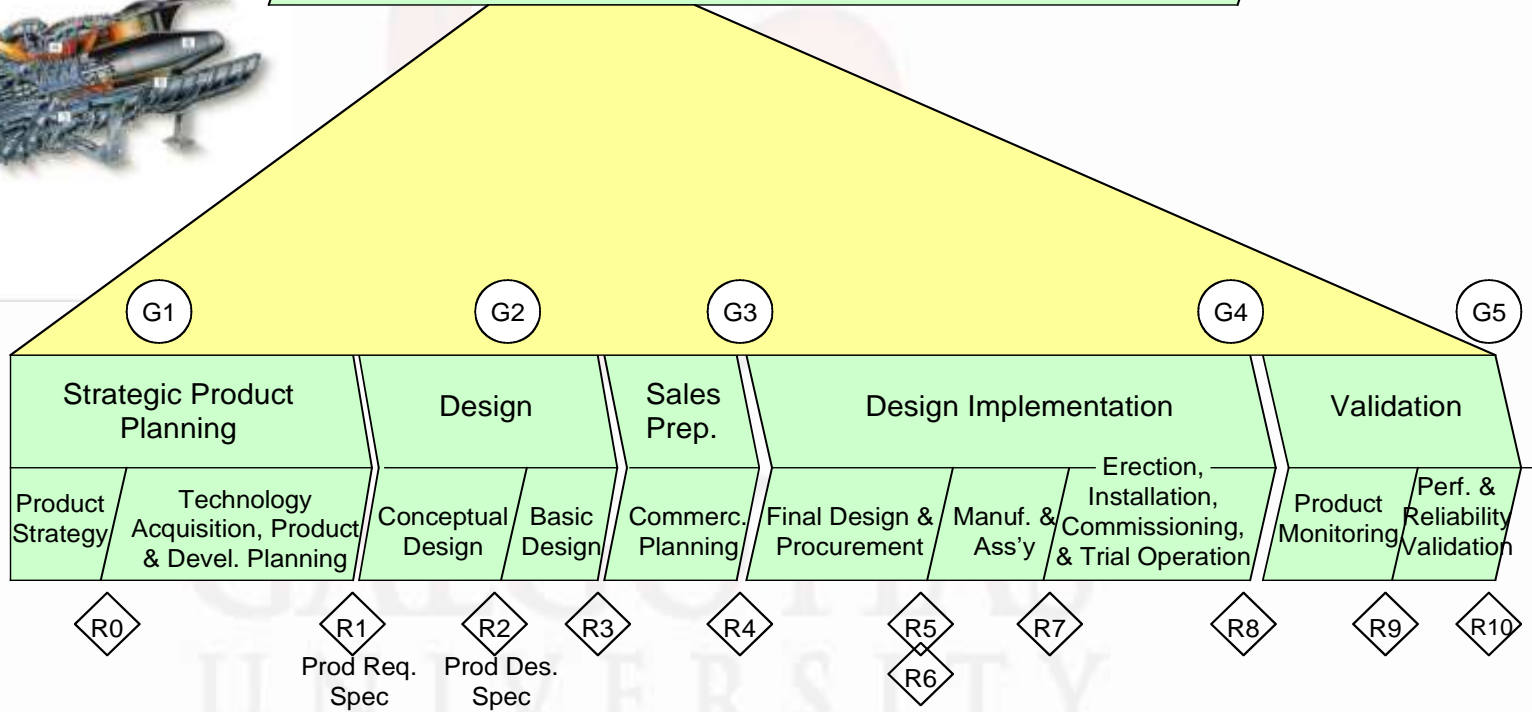 G1
G2
G3
G4
G5
Strategic Product
Planning
Design
Sales
Prep.
Design Implementation
Validation
Product
Strategy
Technology
Acquisition, Product
& Devel. Planning
Conceptual
Design
Basic
Design
Commerc.
Planning
Final Design &
Procurement
Manuf. &
Ass’y
Erection,
Installation,
Commissioning,
& Trial Operation
Product
Monitoring
Perf. &
Reliability
Validation
R0
R1
R2
R3
R4
R5
R7
R8
R9
R10
Prod Req.
Spec
Prod Des.
Spec
R6
UNIVERSITY